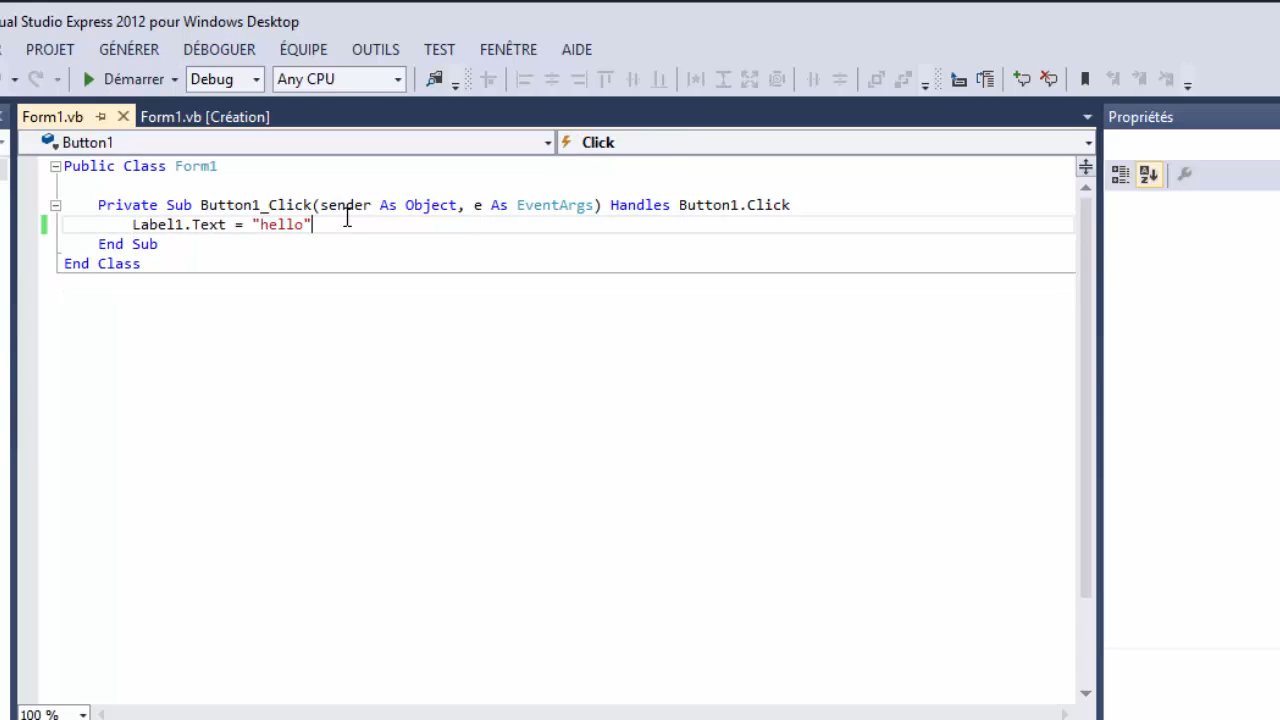 ual Studio Express 2012 pour Windows Desktop
PROJET GÉNÉRER DÉBOGUER ÉQUIPE OUTILS TEST FENÊTRE AIDE
Démarrer Debug Any CPU
Form1.vb Form1.vb [Création] Propriétés
Button1 Click
Public Class Form1
Private Sub Button1_Click(sender As Object, e As EventArgs) Handles Button1.Click
Label1.Text = "hello"
End Sub
End Class
100 %